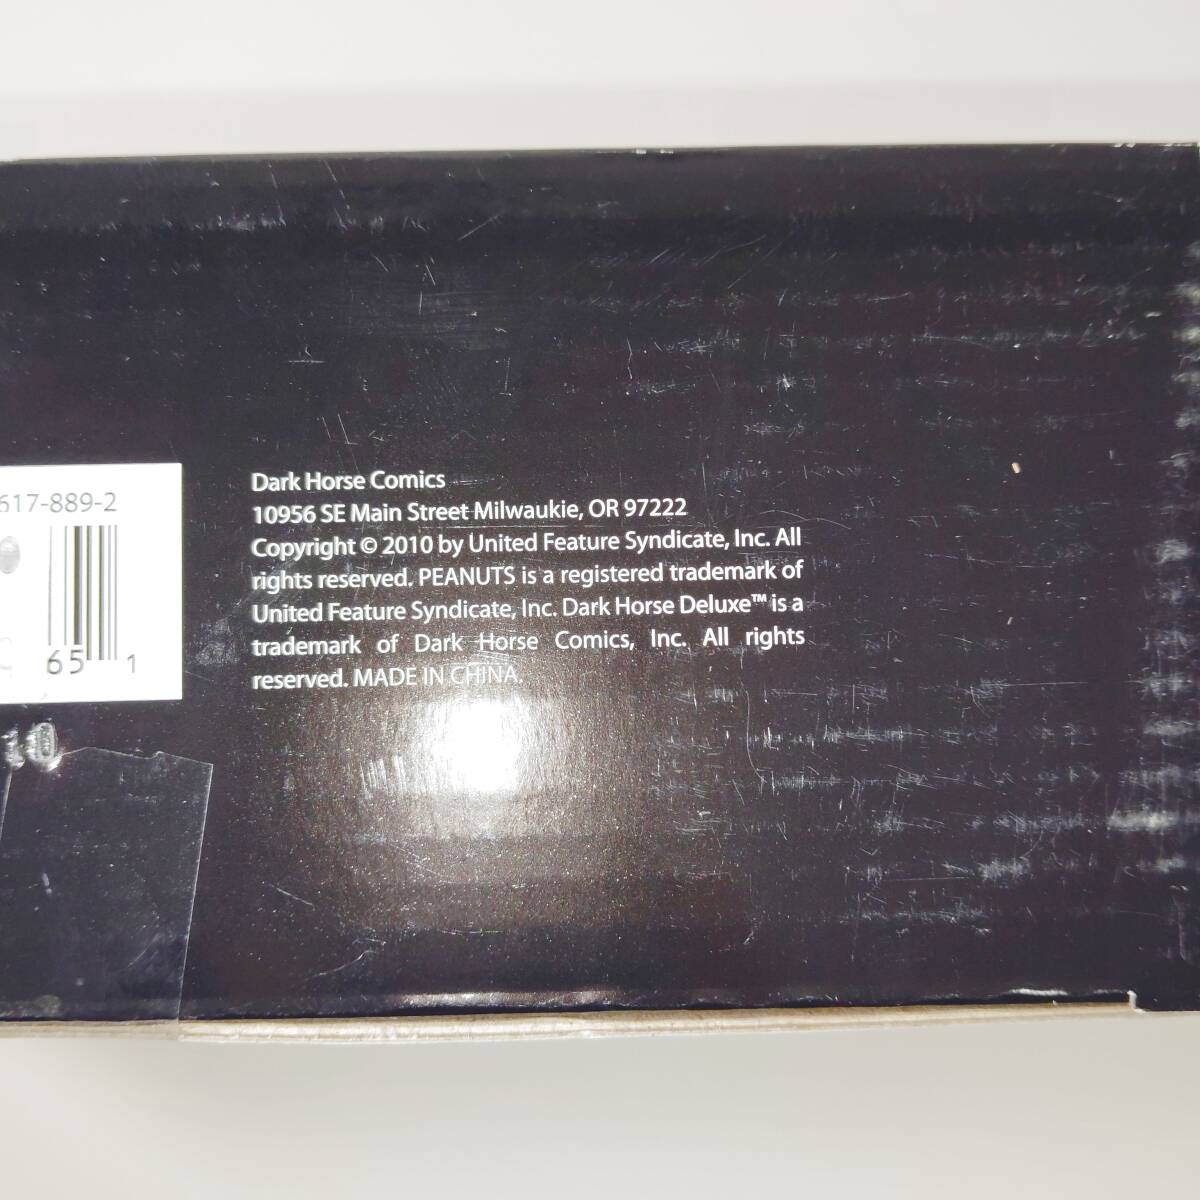 617-889-2
65 1
10
Dark Horse Comics
10956 SE Main Street Milwaukie, OR 97222
Copyright © 2010 by United Feature Syndicate, Inc. All
rights reserved. PEANUTS is a registered trademark of
United Feature Syndicate, Inc. Dark Horse Deluxe™ is a
trademark of Dark Horse Comics, Inc. All rights
reserved. MADE IN CHINA.